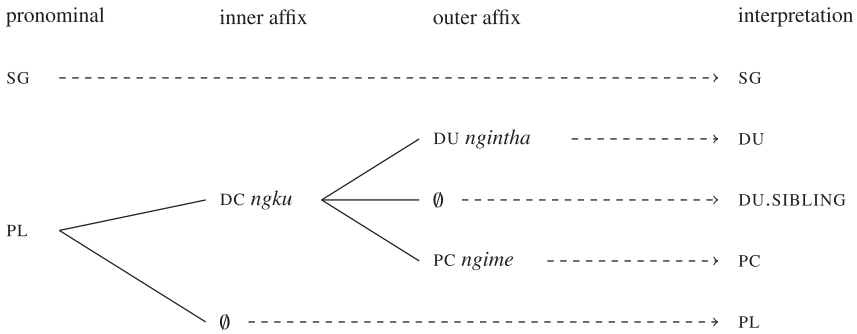 pronominal inner affix outer affix interpretation
SG SG
DU ngintha DU
DC ngku ∅ DU.SIBLING
PL
PC ngime PC
∅ PL